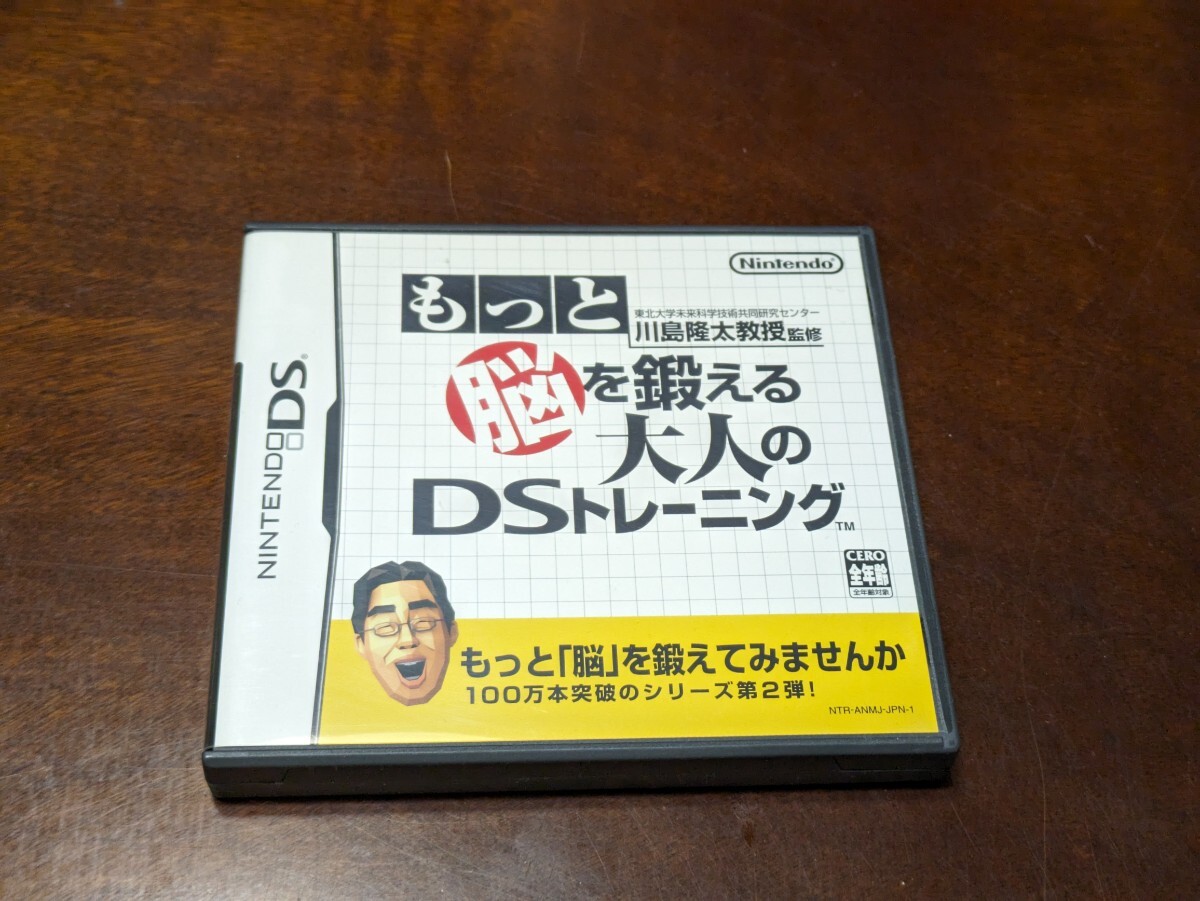 NINTENDO DS®
Nintendo®
もっと
東北大学未来科学技術共同研究センター
川島隆太教授監修
脳を鍛える
大人の
DSトレーニング™
CERO
全年齢
全年齢対象
もっと「脳」を鍛えてみませんか
100万本突破のシリーズ第2弾!
NTR-ANMJ-JPN-1